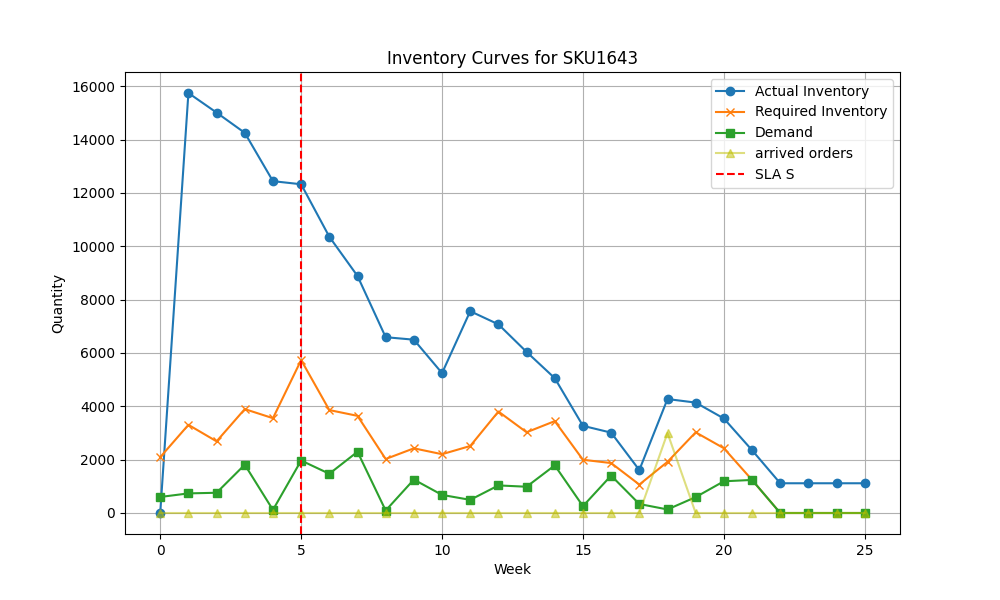 Inventory Curves for SKU1643
Actual Inventory
Required Inventory
Demand
arrived orders
SLA S
Quantity
16000
14000
12000
10000
8000
6000
4000
2000
0
0 5 10 15 20 25
Week